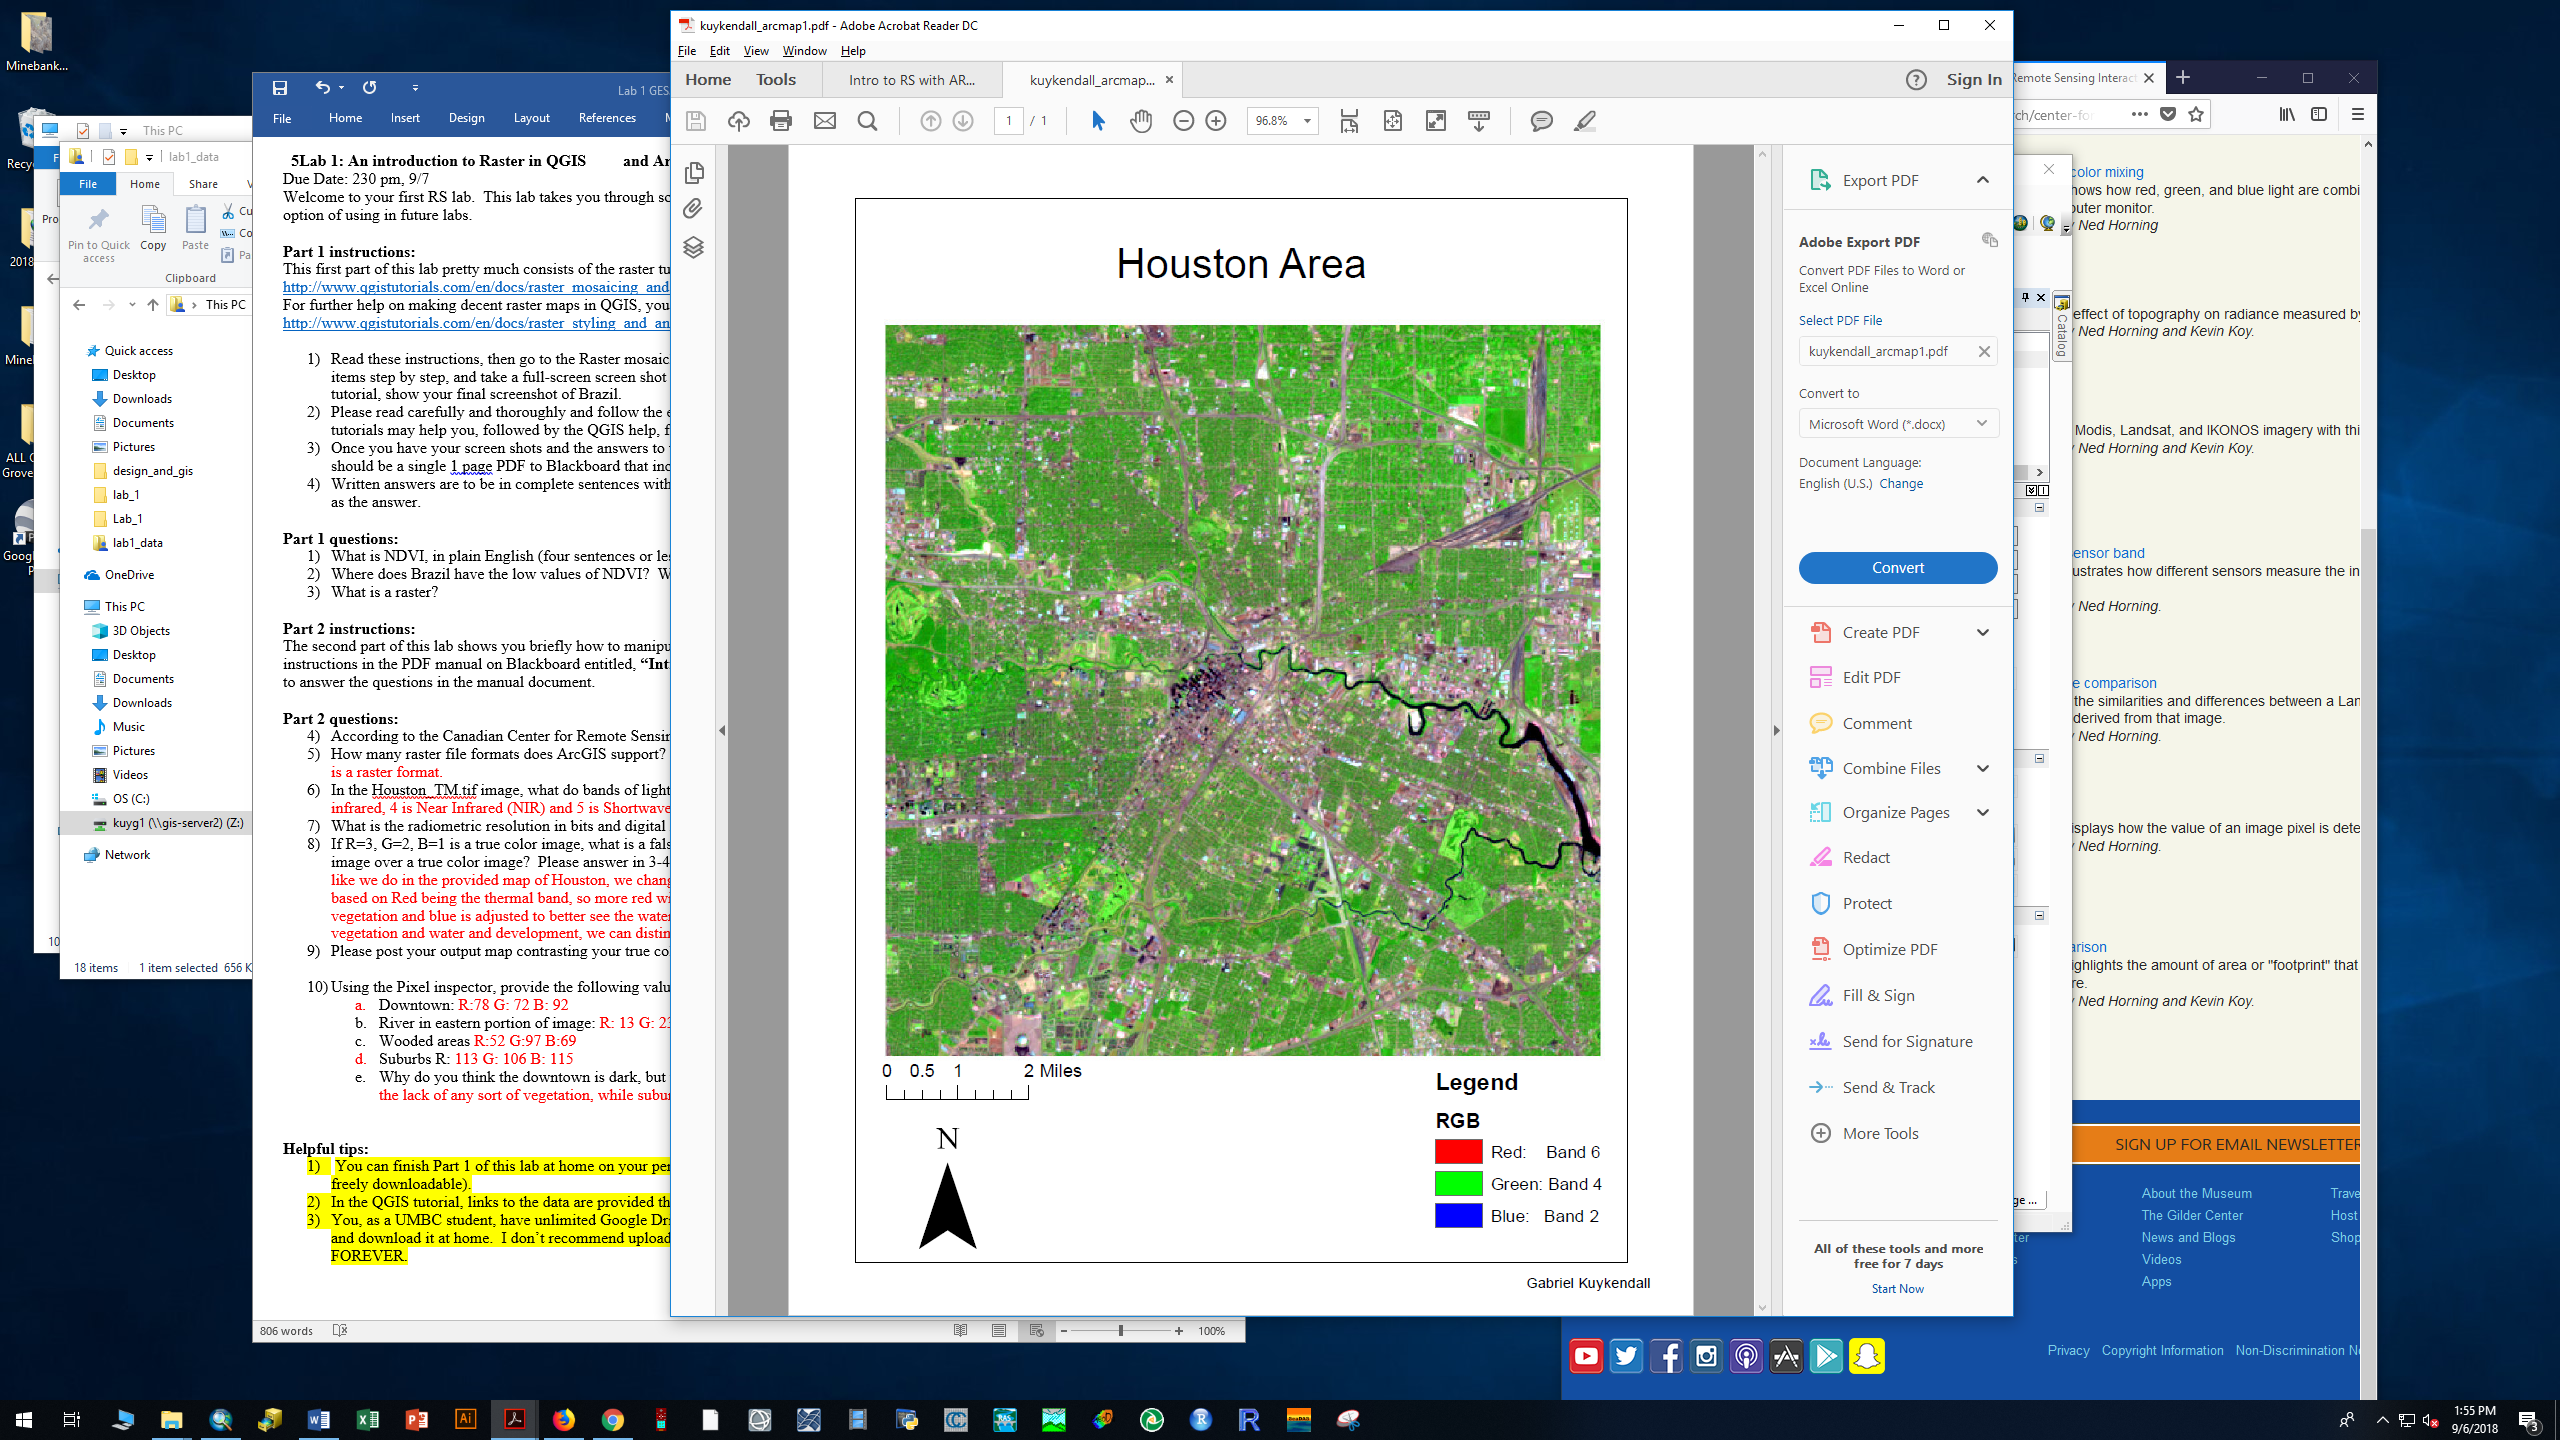 Minebank...
Recyc
2018
Minel
ALL C
Grove
Goog
This PC
lab1_data
File
Home
Share
Pin to Quick access
Copy
Paste
Clipboard
This PC
Quick access
Desktop
Downloads
Documents
Pictures
design_and_gis
lab_1
Lab_1
lab1_data
OneDrive
This PC
3D Objects
Desktop
Documents
Downloads
Music
Pictures
Videos
OS (C:)
kuyg1 (\\gis-server2) (Z:)
Network
18 items 1 item selected 656 K
Lab 1 GES
File Home Insert Design Layout References
5Lab 1: An introduction to Raster in QGIS and Ar
Due Date: 230 pm, 9/7
Welcome to your first RS lab. This lab takes you through so
option of using in future labs.
Part 1 instructions:
This first part of this lab pretty much consists of the raster tu
http://www.qgistutorials.com/en/docs/raster_mosaicing_and
For further help on making decent raster maps in QGIS, you
http://www.qgistutorials.com/en/docs/raster_styling_and_an
1) Read these instructions, then go to the Raster mosaic
items step by step, and take a full-screen screen shot
tutorial, show your final screenshot of Brazil.
2) Please read carefully and thoroughly and follow the e
tutorials may help you, followed by the QGIS help, f
3) Once you have your screen shots and the answers to
should be a single 1 page PDF to Blackboard that inc
4) Written answers are to be in complete sentences with
as the answer.
Part 1 questions:
1) What is NDVI, in plain English (four sentences or les
2) Where does Brazil have the low values of NDVI? W
3) What is a raster?
Part 2 instructions:
The second part of this lab shows you briefly how to manipu
instructions in the PDF manual on Blackboard entitled, “Int
to answer the questions in the manual document.
Part 2 questions:
4) According to the Canadian Center for Remote Sensin
5) How many raster file formats does ArcGIS support?
is a raster format.
6) In the Houston_TM.tif image, what do bands of light
infrared, 4 is Near Infrared (NIR) and 5 is Shortwave
7) What is the radiometric resolution in bits and digital
8) If R=3, G=2, B=1 is a true color image, what is a fals
image over a true color image? Please answer in 3-4
like we do in the provided map of Houston, we chang
based on Red being the thermal band, so more red wi
vegetation and blue is adjusted to better see the water
vegetation and water and development, we can distin
9) Please post your output map contrasting your true co
10) Using the Pixel inspector, provide the following valu
a. Downtown: R:78 G: 72 B: 92
b. River in eastern portion of image: R: 13 G: 23
c. Wooded areas R:52 G:97 B:69
d. Suburbs R: 113 G: 106 B: 115
e. Why do you think the downtown is dark, but
the lack of any sort of vegetation, while subur
Helpful tips:
1) You can finish Part 1 of this lab at home on your per
freely downloadable).
2) In the QGIS tutorial, links to the data are provided th
3) You, as a UMBC student, have unlimited Google Dri
and download it at home. I don’t recommend upload
FOREVER.
806 words
100%
kuykendall_arcmap1.pdf - Adobe Acrobat Reader DC
File Edit View Window Help
Home Tools Intro to RS with AR... kuykendall_arcmap... Sign In
1 / 1
96.8%
Houston Area
0 0.5 1 2 Miles
N
Legend
RGB
Red: Band 6
Green: Band 4
Blue: Band 2
Gabriel Kuykendall
Export PDF
Adobe Export PDF
Convert PDF Files to Word or
Excel Online
Select PDF File
kuykendall_arcmap1.pdf
Convert to
Microsoft Word (*.docx)
Document Language:
English (U.S.) Change
Convert
Create PDF
Edit PDF
Comment
Combine Files
Organize Pages
Redact
Protect
Optimize PDF
Fill & Sign
Send for Signature
Send & Track
More Tools
All of these tools and more
free for 7 days
Start Now
Catalog
Remote Sensing Interact
rch/center-for
color mixing
hows how red, green, and blue light are combi
outer monitor.
y Ned Horning
effect of topography on radiance measured by
y Ned Horning and Kevin Koy.
Modis, Landsat, and IKONOS imagery with thi
y Ned Horning and Kevin Koy.
ensor band
ustrates how different sensors measure the in
y Ned Horning.
e comparison
the similarities and differences between a Lan
derived from that image.
y Ned Horning.
isplays how the value of an image pixel is dete
y Ned Horning.
arison
ighlights the amount of area or "footprint" that
re.
y Ned Horning and Kevin Koy.
SIGN UP FOR EMAIL NEWSLETTER
About the Museum
The Gilder Center
News and Blogs
Videos
Apps
Trave
Host
Shop
Privacy Copyright Information Non-Discrimination No
1:55 PM
9/6/2018